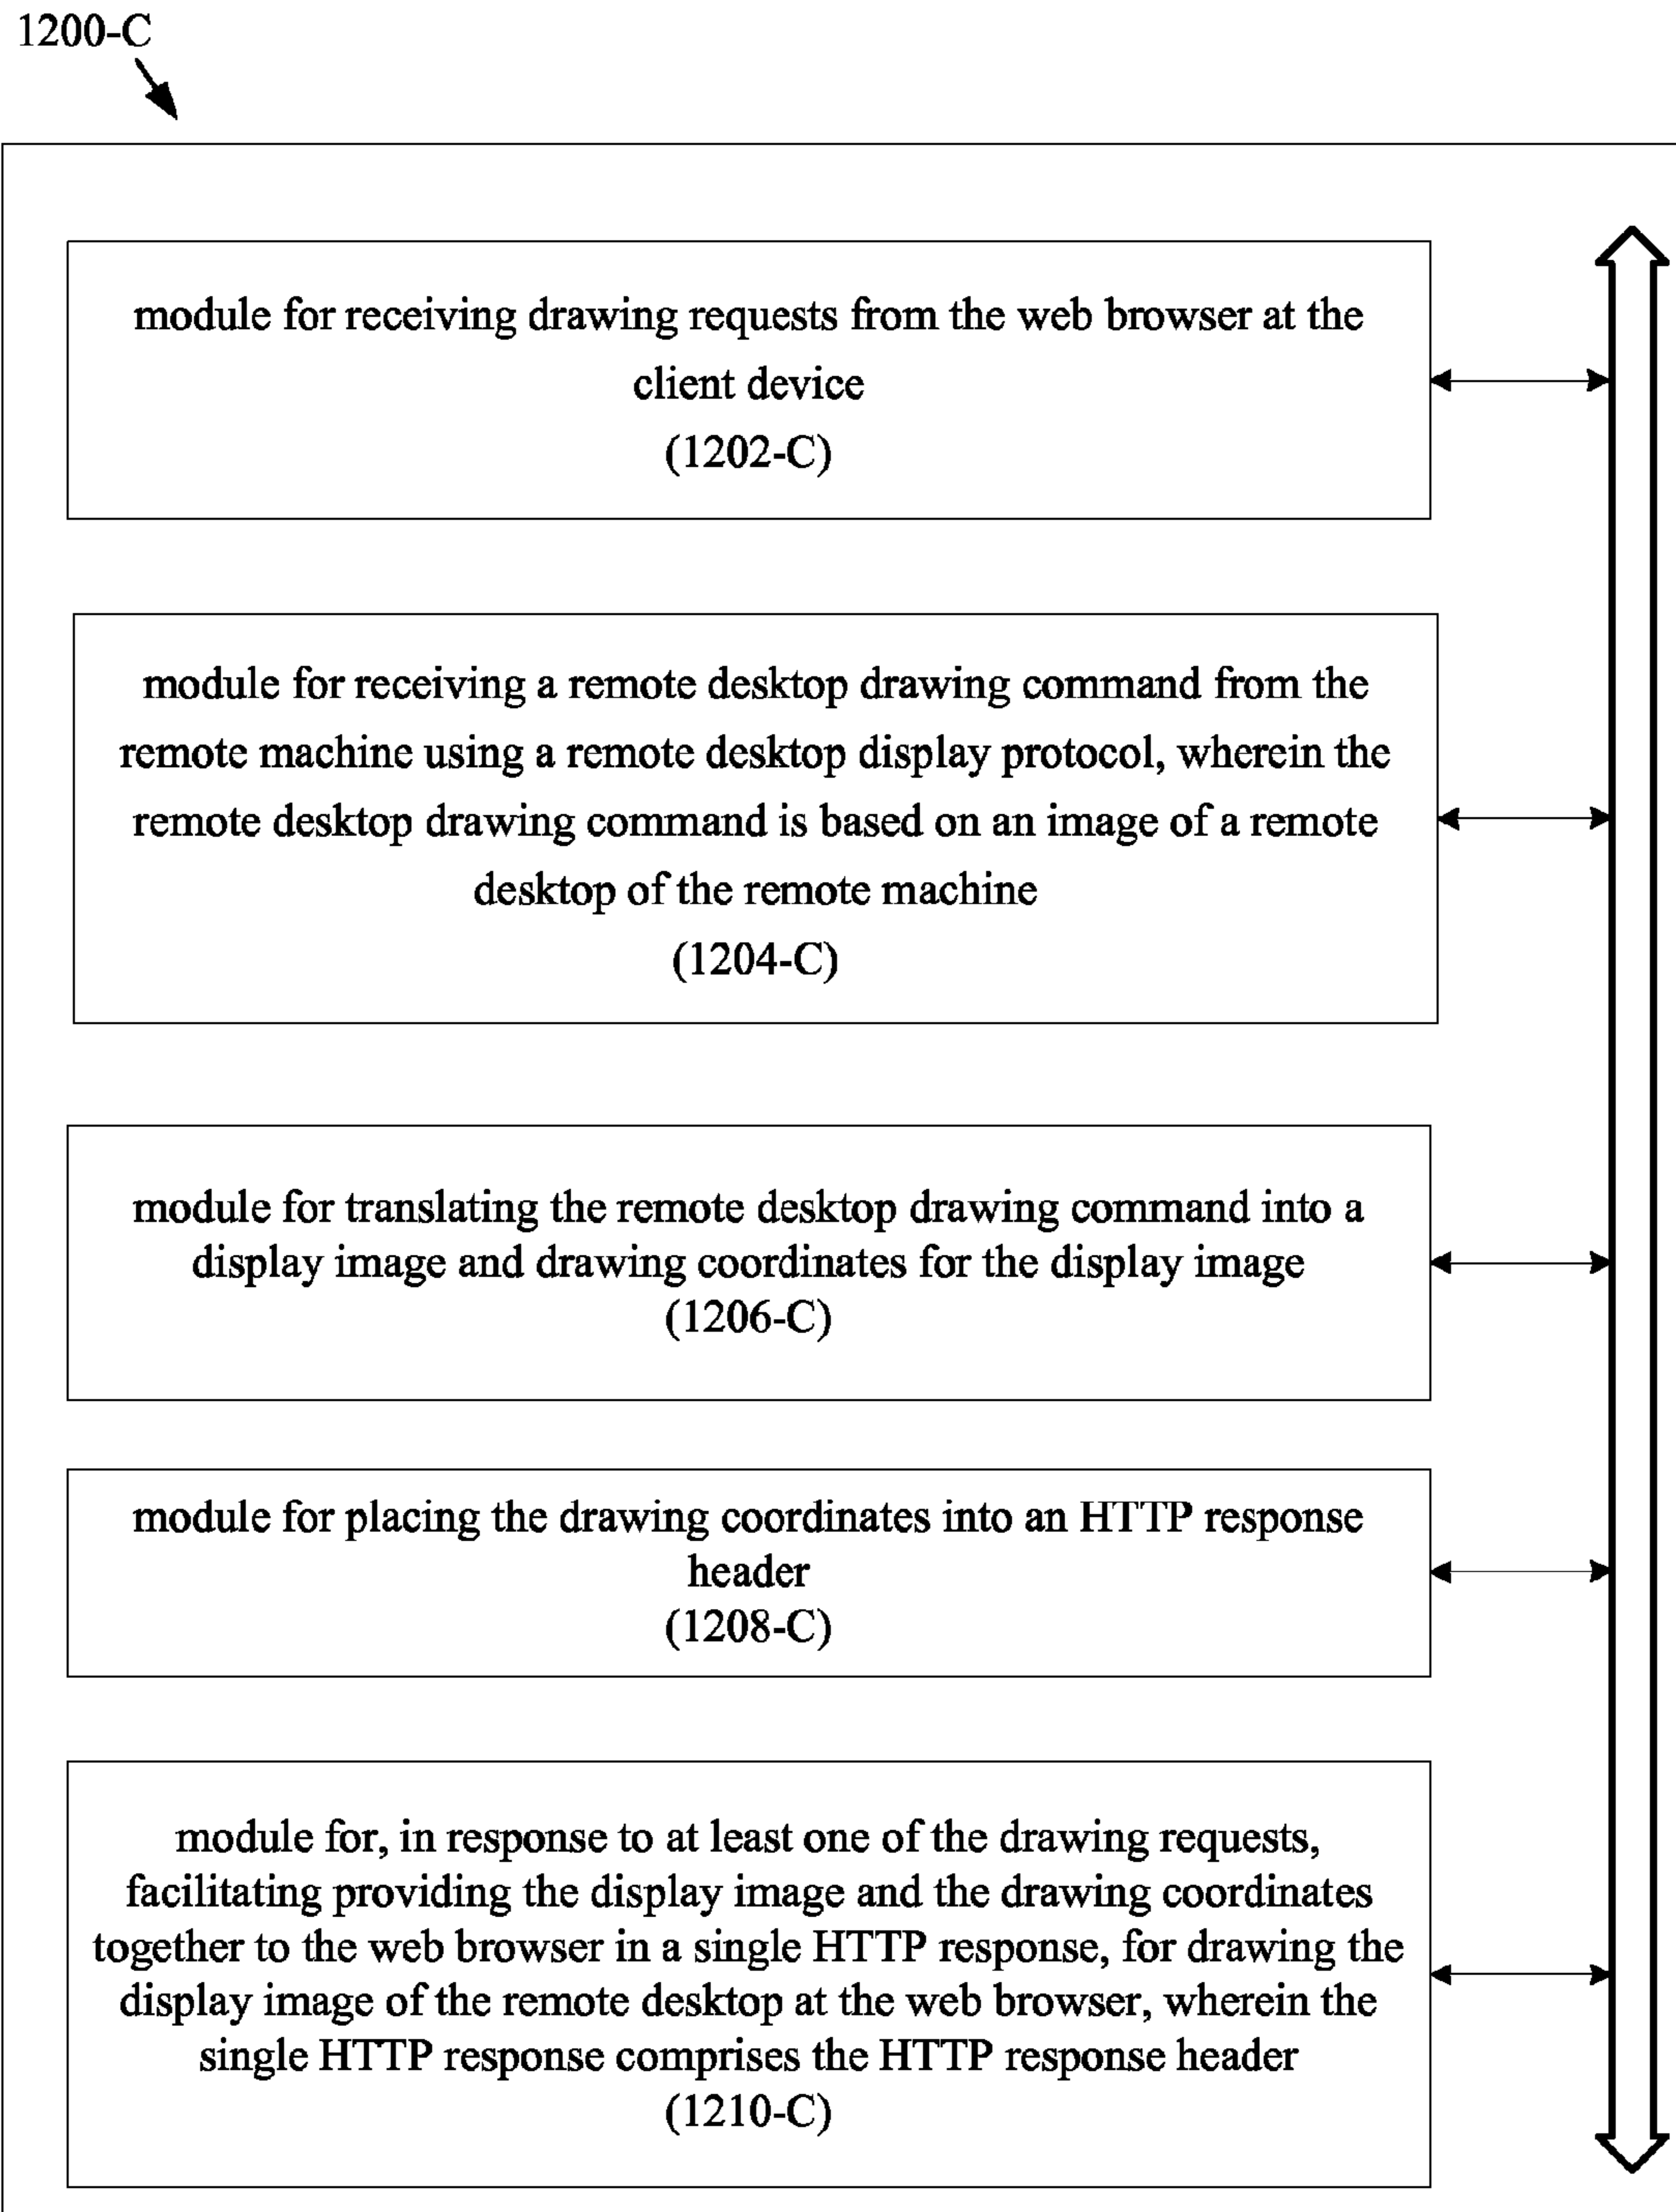 1200-C
module for receiving drawing requests from the web browser at the
client device
(1202-C)
module for receiving a remote desktop drawing command from the
remote machine using a remote desktop display protocol, wherein the
remote desktop drawing command is based on an image of a remote
desktop of the remote machine
(1204-C)
module for translating the remote desktop drawing command into a
display image and drawing coordinates for the display image
(1206-C)
module for placing the drawing coordinates into an HTTP response
header
(1208-C)
module for, in response to at least one of the drawing requests,
facilitating providing the display image and the drawing coordinates
together to the web browser in a single HTTP response, for drawing the
display image of the remote desktop at the web browser, wherein the
single HTTP response comprises the HTTP response header
(1210-C)